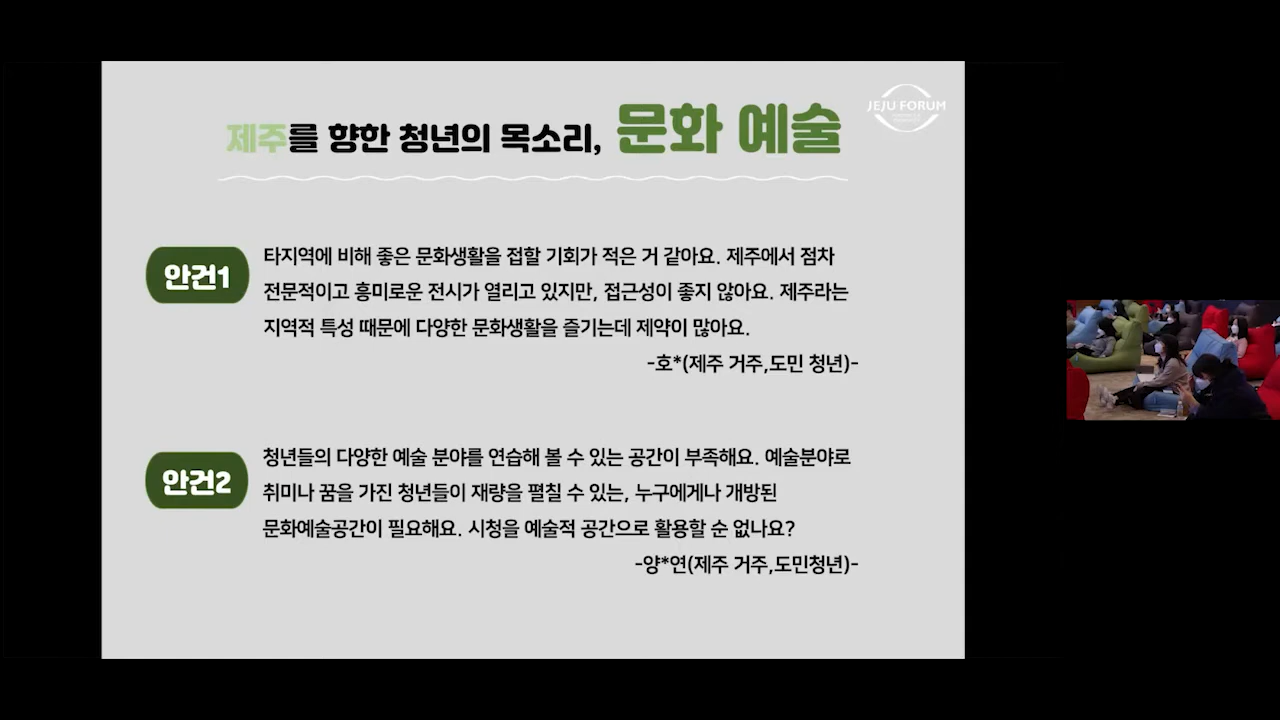 제주를 향한 청년의 목소리, 문화 예술
JEJU FORUM
안건1
타지역에 비해 좋은 문화생활을 접할 기회가 적은 거 같아요. 제주에서 점차
전문적이고 흥미로운 전시가 열리고 있지만, 접근성이 좋지 않아요. 제주라는
지역적 특성 때문에 다양한 문화생활을 즐기는데 제약이 많아요.
-호*(제주 거주,도민 청년)-
안건2
청년들의 다양한 예술 분야를 연습해 볼 수 있는 공간이 부족해요. 예술분야로
취미나 꿈을 가진 청년들이 재량을 펼칠 수 있는, 누구에게나 개방된
문화예술공간이 필요해요. 시청을 예술적 공간으로 활용할 순 없나요?
-양*연(제주 거주,도민청년)-